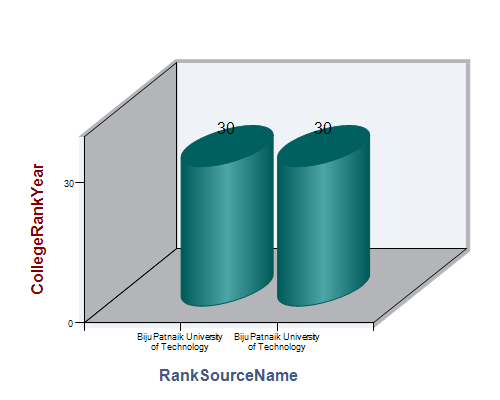 30 30
CollegeRankYear
30
0
Biju Patnaik University Biju Patnaik University
of Technology of Technology
RankSourceName